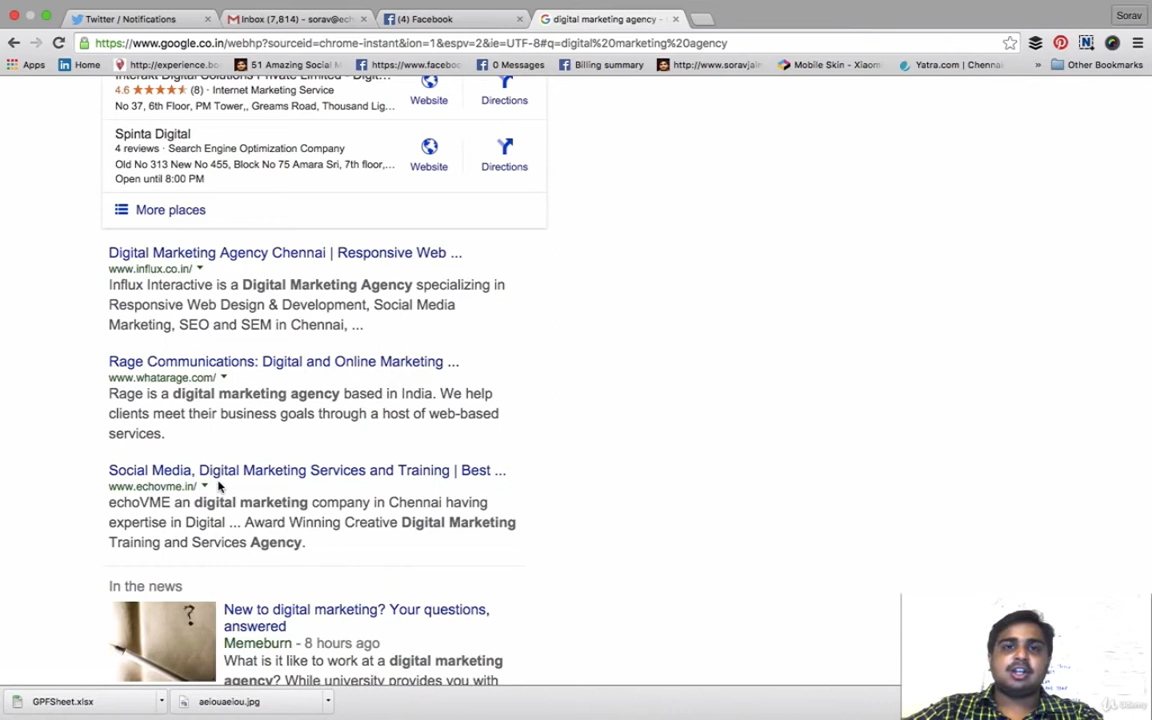 Twitter / Notifications
Inbox (7,814) - sorav@ec
(4) Facebook
digital marketing agency -
Sorav
https://www.google.co.in/webhp?sourceid=chrome-instant&ion=1&espv=2&ie=UTF-8#q=digital%20marketing%20agency
Apps
Home
http://experience.bo
51 Amazing Social M
https://www.faceboo
0 Messages
Billing summary
http://www.soravjain
Mobile Skin - Xiaomi
Yatra.com | Chennai
»
Other Bookmarks
Interakt Digital Solutions Private Limited - Digit...
4.6 ★★★★★ (8) · Internet Marketing Service
No 37, 6th Floor, PM Tower,, Greams Road, Thousand Lig...
Website
Directions
Spinta Digital
4 reviews · Search Engine Optimization Company
Old No 313 New No 455, Block No 75 Amara Sri, 7th floor,...
Open until 8:00 PM
Website
Directions
More places
Digital Marketing Agency Chennai | Responsive Web ...
www.influx.co.in/
Influx Interactive is a Digital Marketing Agency specializing in
Responsive Web Design & Development, Social Media
Marketing, SEO and SEM in Chennai, ...
Rage Communications: Digital and Online Marketing ...
www.whatarage.com/
Rage is a digital marketing agency based in India. We help
clients meet their business goals through a host of web-based
services.
Social Media, Digital Marketing Services and Training | Best ...
www.echovme.in/
echoVME an digital marketing company in Chennai having
expertise in Digital ... Award Winning Creative Digital Marketing
Training and Services Agency.
In the news
New to digital marketing? Your questions,
answered
Memeburn - 8 hours ago
What is it like to work at a digital marketing
agency? While university provides you with
GPFSheet.xlsx
aeiouaeiou.jpg
Udemy